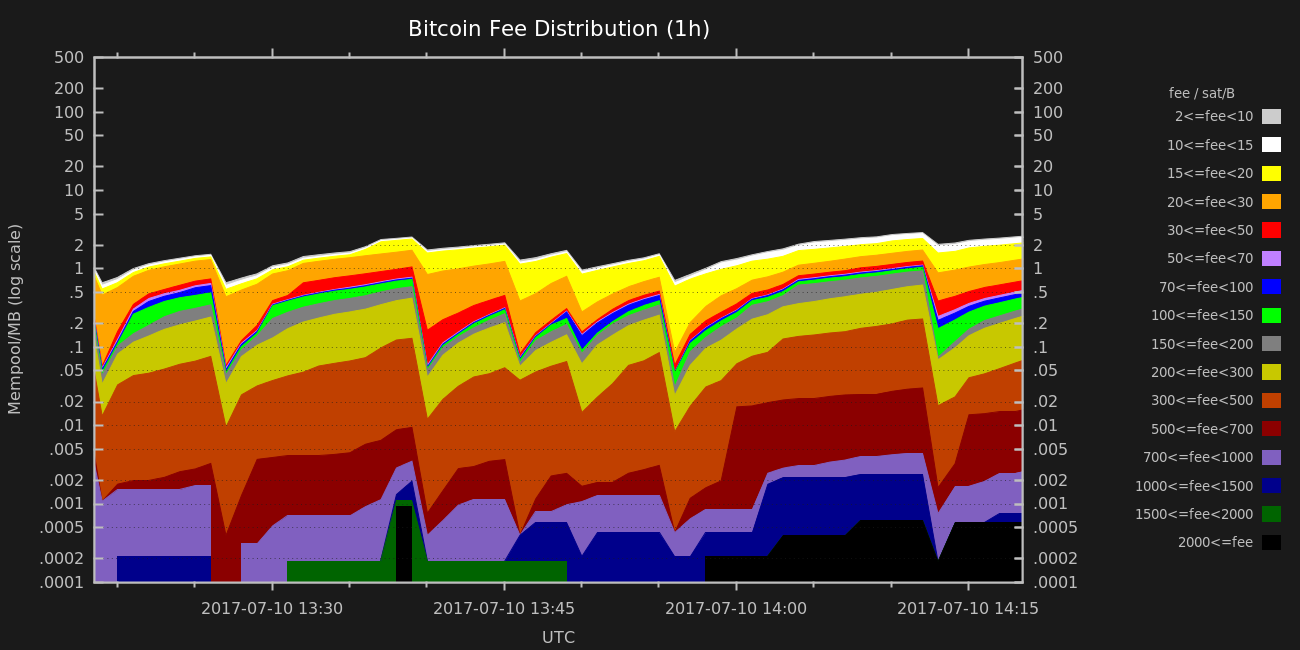 Bitcoin Fee Distribution (1h)
500
200
100
50
20
10
5
2
1
.5
.2
.1
.05
.02
.01
.005
.002
.001
.0005
.0002
.0001
Mempool/MB (log scale)
500
200
100
50
20
10
5
2
1
.5
.2
.1
.05
.02
.01
.005
.002
.001
.0005
.0002
.0001
2017-07-10 13:30
2017-07-10 13:45
2017-07-10 14:00
2017-07-10 14:15
UTC
fee / sat/B
2<=fee<10
10<=fee<15
15<=fee<20
20<=fee<30
30<=fee<50
50<=fee<70
70<=fee<100
100<=fee<150
150<=fee<200
200<=fee<300
300<=fee<500
500<=fee<700
700<=fee<1000
1000<=fee<1500
1500<=fee<2000
2000<=fee